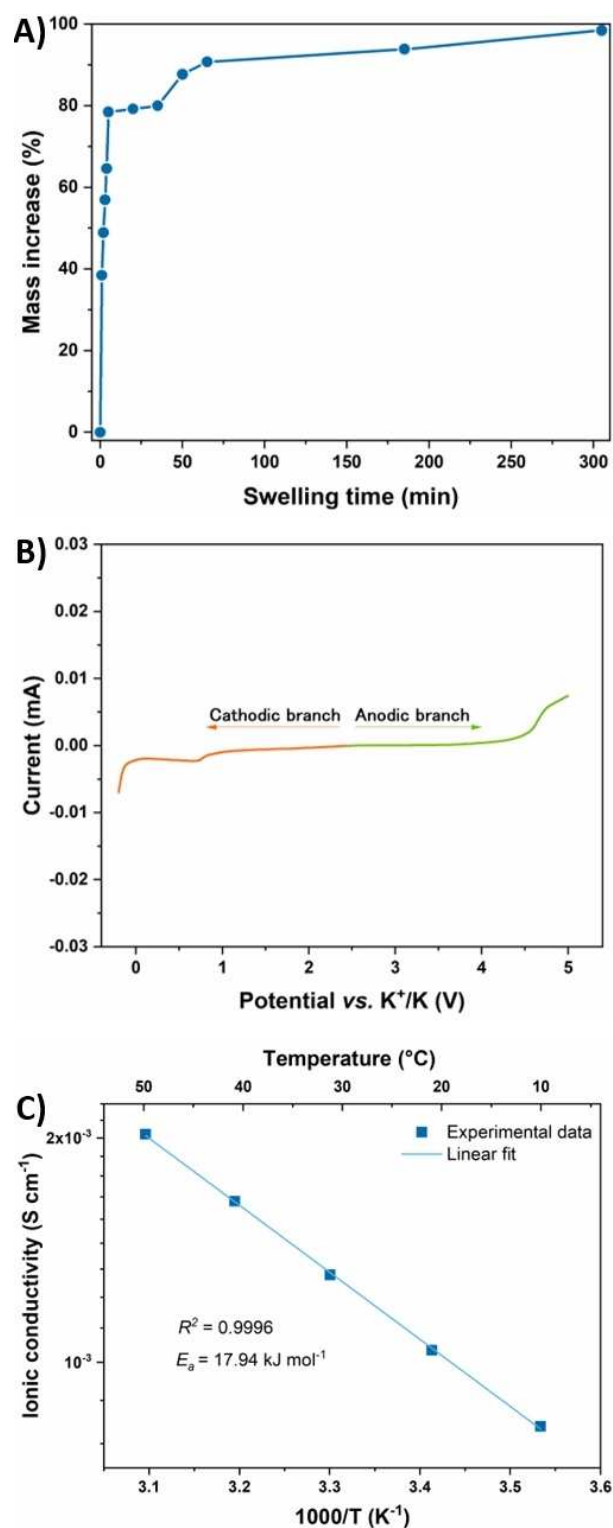 A)
Mass increase (%)
100
80
60
40
20
0
0 50 100 150 200 250 300
Swelling time (min)
B)
Current (mA)
0.03
0.02
0.01
0.00
-0.01
-0.02
-0.03
Cathodic branch Anodic branch
0 1 2 3 4 5
Potential vs. K⁺/K (V)
C)
Temperature (°C)
50 40 30 20 10
Ionic conductivity (S cm⁻¹)
2x10⁻³
10⁻³
Experimental data
Linear fit
R² = 0.9996
Eₐ = 17.94 kJ mol⁻¹
3.1 3.2 3.3 3.4 3.5 3.6
1000/T (K⁻¹)